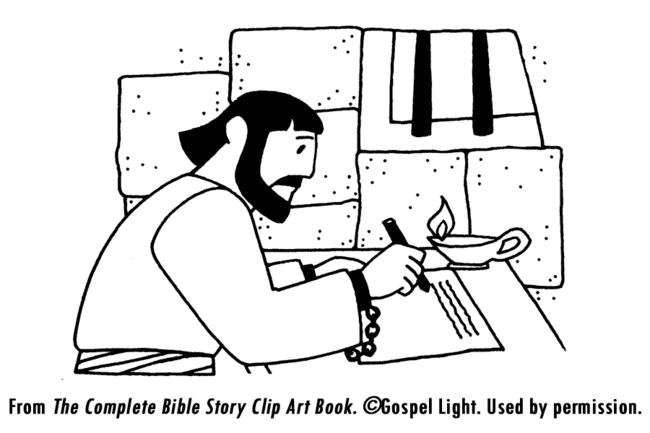 From The Complete Bible Story Clip Art Book. ©Gospel Light. Used by permission.